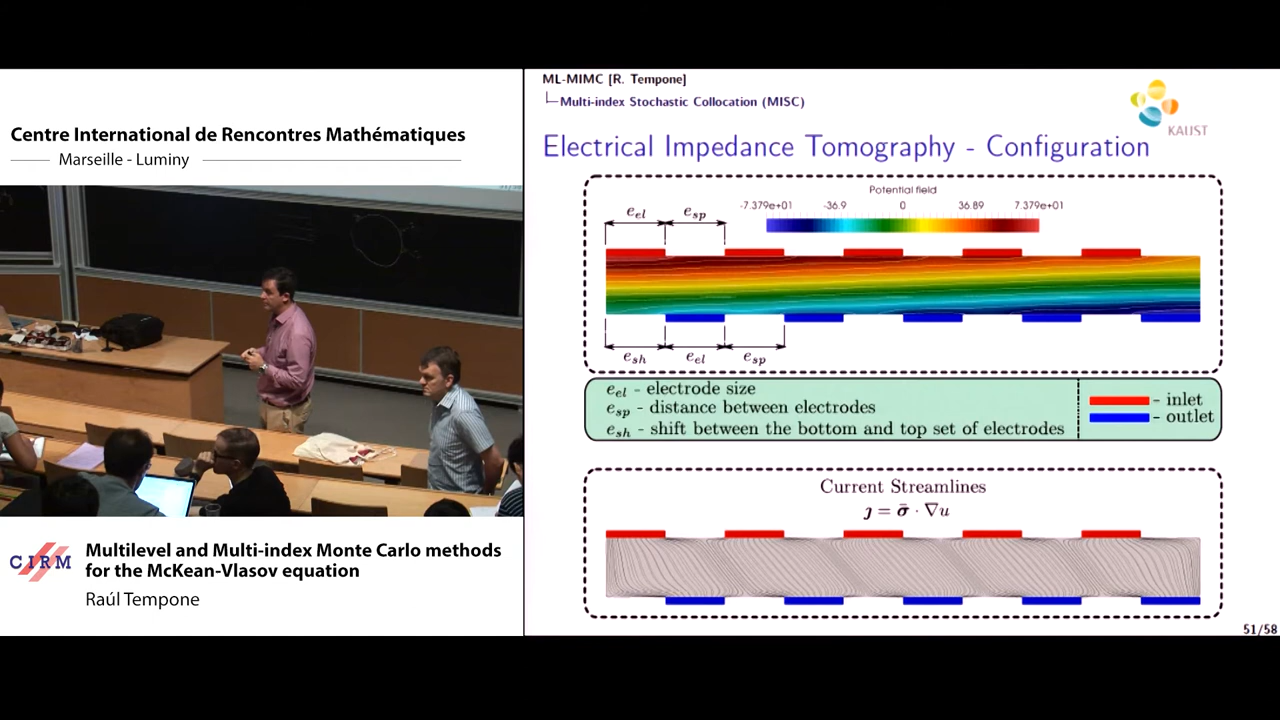 Centre International de Rencontres Mathématiques
Marseille - Luminy
CIRM
Multilevel and Multi-index Monte Carlo methods
for the McKean-Vlasov equation
Raúl Tempone
ML-MIMC [R. Tempone]
Multi-index Stochastic Collocation (MISC)
KAUST
Electrical Impedance Tomography - Configuration
Potential field
-7.379e+01 -36.9 0 36.89 7.379e+01
e_el e_sp
e_sh e_el e_sp
e_el - electrode size
e_sp - distance between electrodes
e_sh - shift between the bottom and top set of electrodes
- inlet
- outlet
Current Streamlines
ȷ = σ̄ · ∇u
51/58